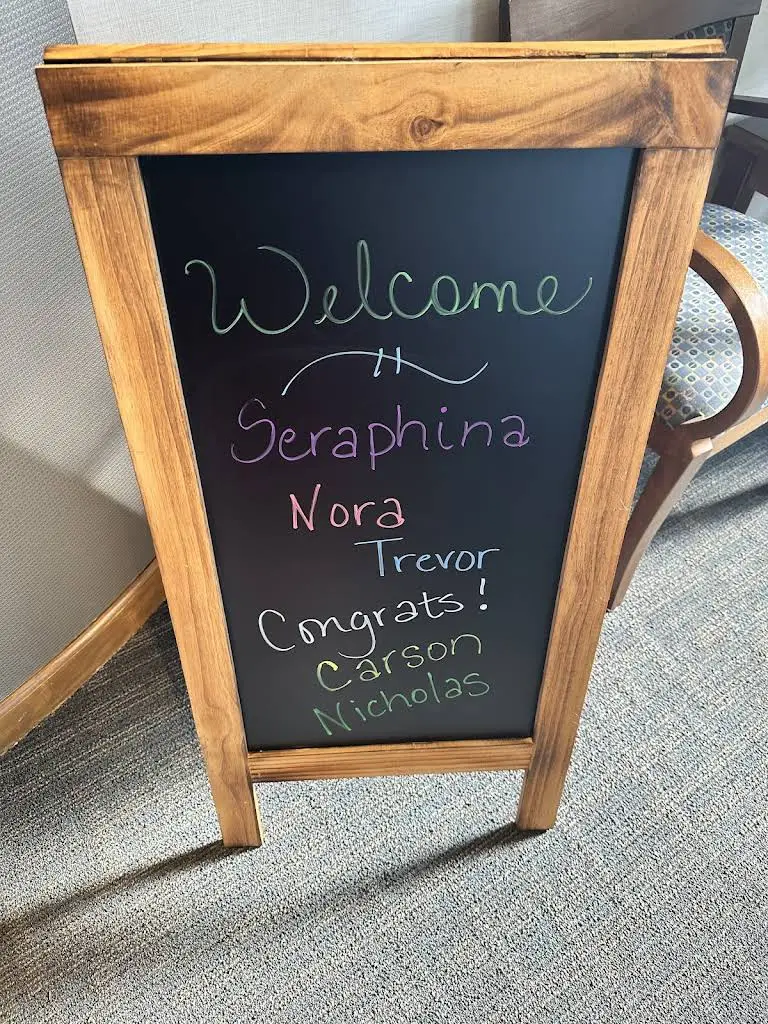 Welcome
Seraphina
Nora
Trevor
Congrats!
Carson
Nicholas